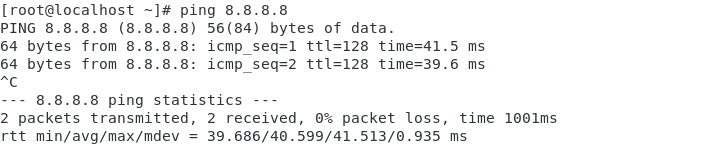 [root@localhost ~]# ping 8.8.8.8
PING 8.8.8.8 (8.8.8.8) 56(84) bytes of data.
64 bytes from 8.8.8.8: icmp_seq=1 ttl=128 time=41.5 ms
64 bytes from 8.8.8.8: icmp_seq=2 ttl=128 time=39.6 ms
^C
--- 8.8.8.8 ping statistics ---
2 packets transmitted, 2 received, 0% packet loss, time 1001ms
rtt min/avg/max/mdev = 39.686/40.599/41.513/0.935 ms